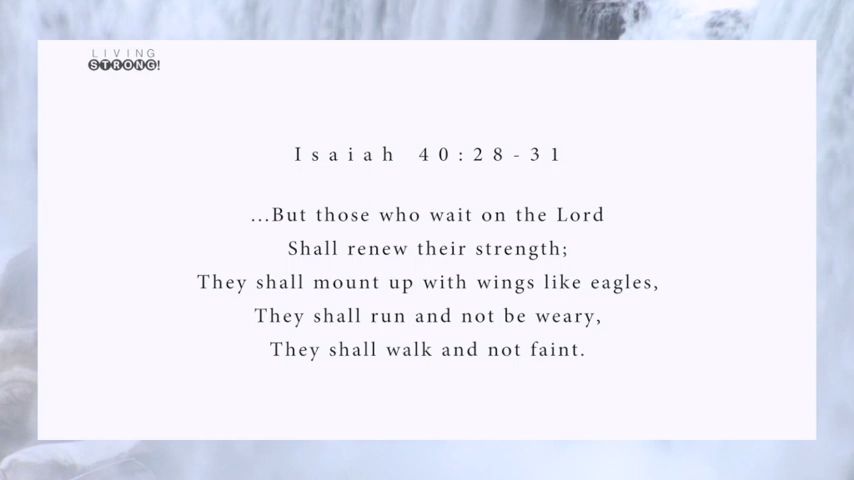 LIVING
STRONG!
Isaiah 40:28-31
...But those who wait on the Lord
Shall renew their strength;
They shall mount up with wings like eagles,
They shall run and not be weary,
They shall walk and not faint.